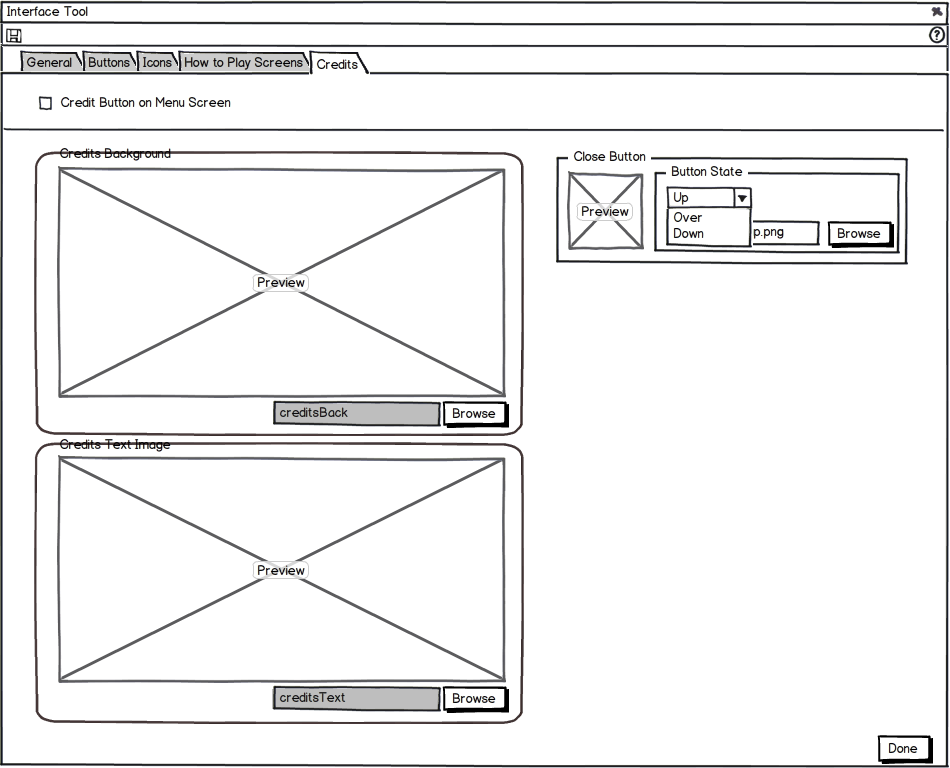 Interface Tool
General Buttons Icons How to Play Screens Credits
Credit Button on Menu Screen
Credits Background
Preview
creditsBack Browse
Credits Text Image
Preview
creditsText Browse
Close Button
Preview
Button State
Up
Over
Down
p.png Browse
Done